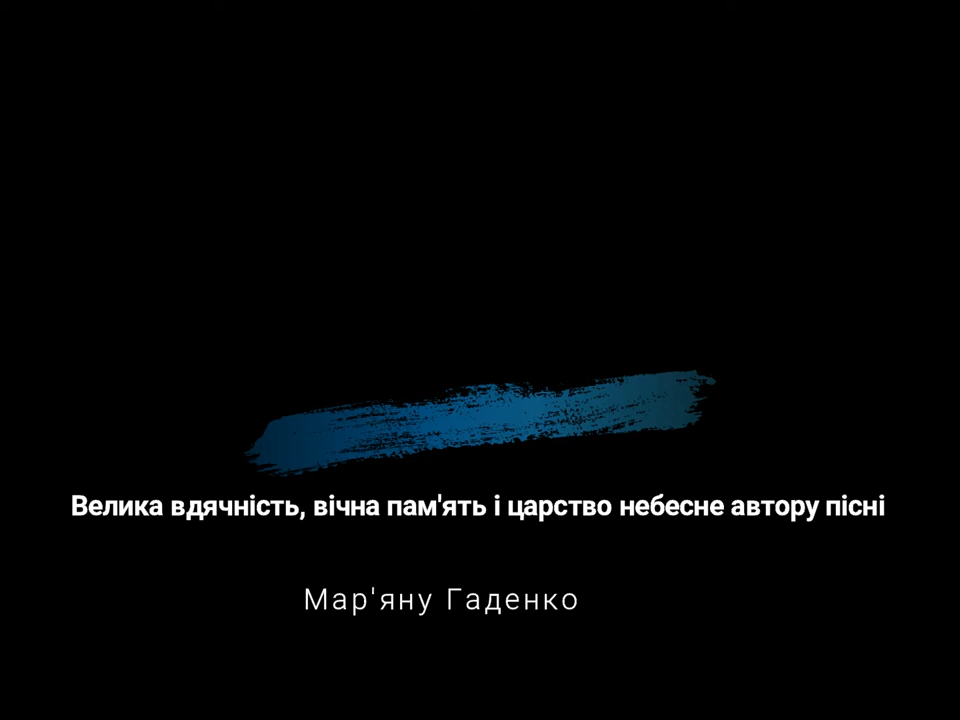 Велика вдячність, вічна пам'ять і царство небесне автору пісні
Мар'яну Гаденко